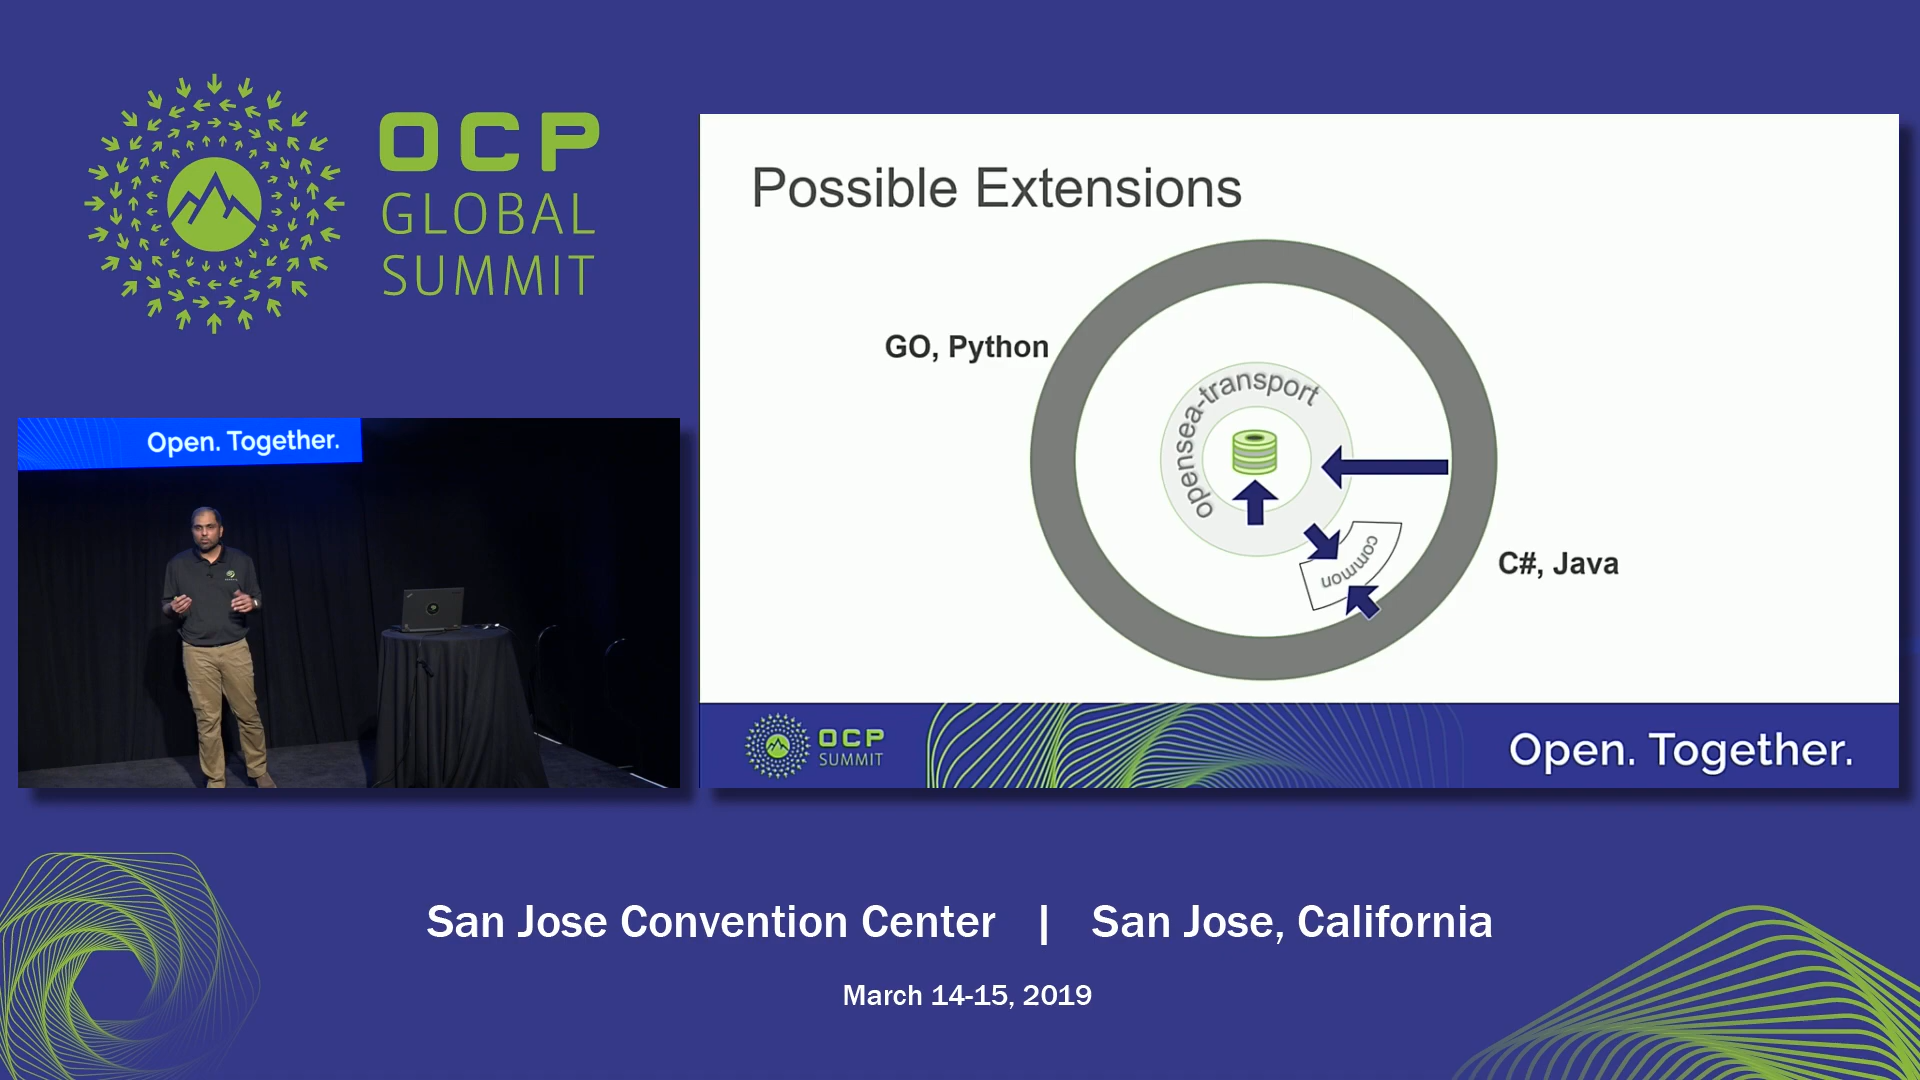 OCP
GLOBAL
SUMMIT
Possible Extensions
GO, Python
opensea-transport
common
C#, Java
Open. Together.
OCP
SUMMIT
Open. Together.
San Jose Convention Center | San Jose, California
March 14-15, 2019